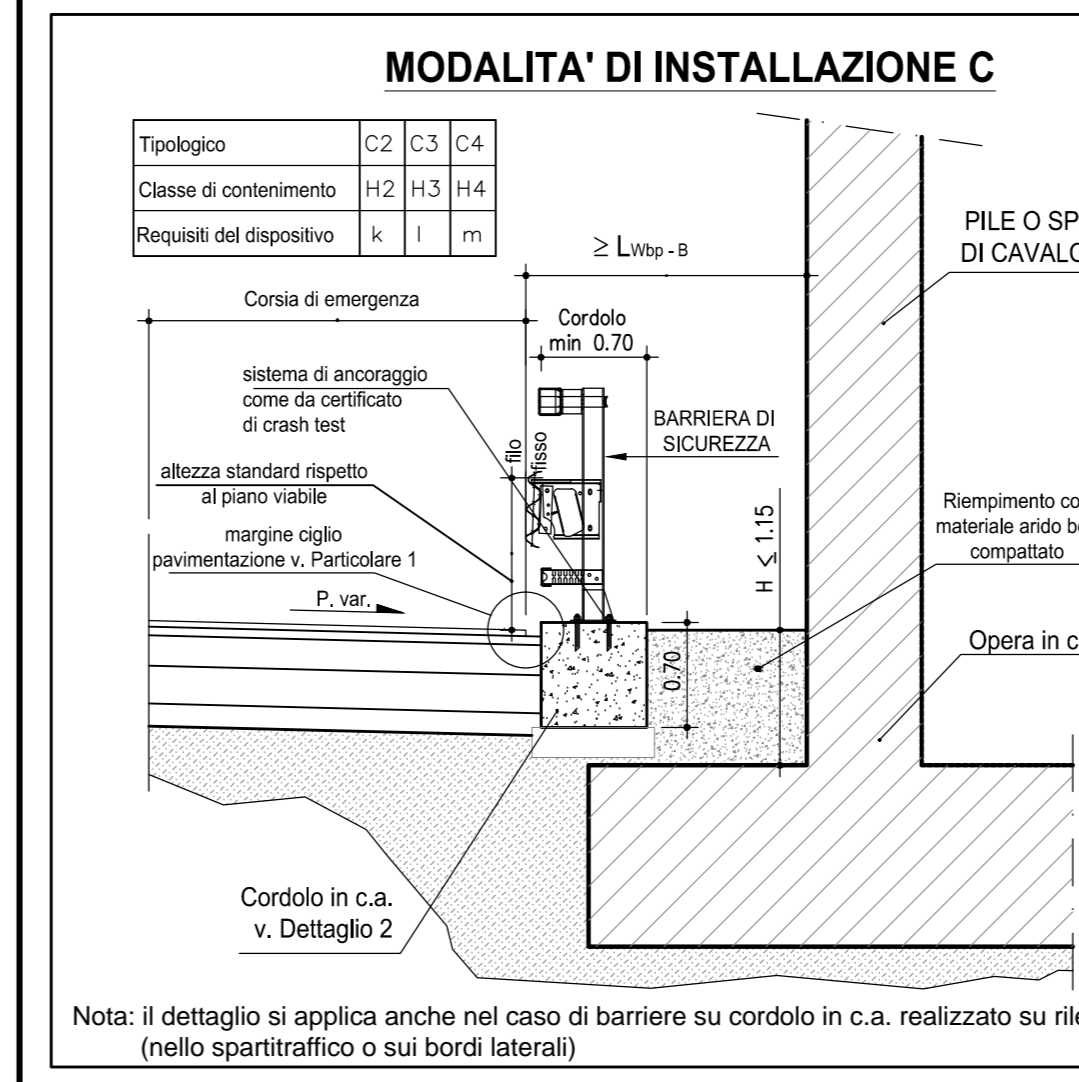 MODALITA' DI INSTALLAZIONE C
Tipologico C2 C3 C4
Classe di contenimento H2 H3 H4
Requisiti del dispositivo k l m
PILE O SP
DI CAVALC
≥ LWbp - B
Corsia di emergenza
Cordolo
min 0.70
sistema di ancoraggio
come da certificato
di crash test
filo
fisso
BARRIERA DI
SICUREZZA
altezza standard rispetto
al piano viabile
margine ciglio
pavimentazione v. Particolare 1
H ≤ 1.15
Riempimento co
materiale arido be
compattato
P. var.
0.70
Opera in c
Cordolo in c.a.
v. Dettaglio 2
Nota: il dettaglio si applica anche nel caso di barriere su cordolo in c.a. realizzato su rile
(nello spartitraffico o sui bordi laterali)